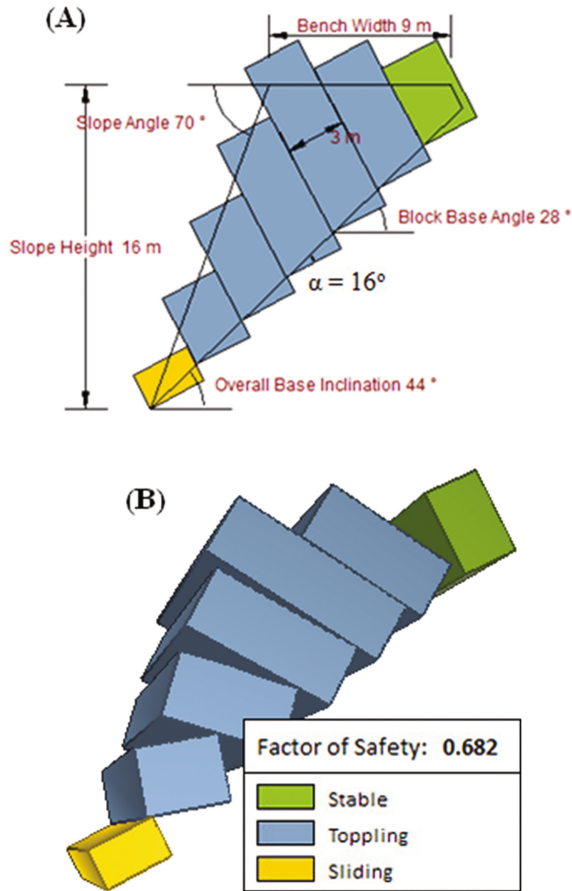 (A)
Bench Width 9 m
Slope Angle 70 °
3 m
Block Base Angle 28 °
Slope Height 16 m
α = 16°
Overall Base Inclination 44 °
(B)
Factor of Safety: 0.682
Stable
Toppling
Sliding